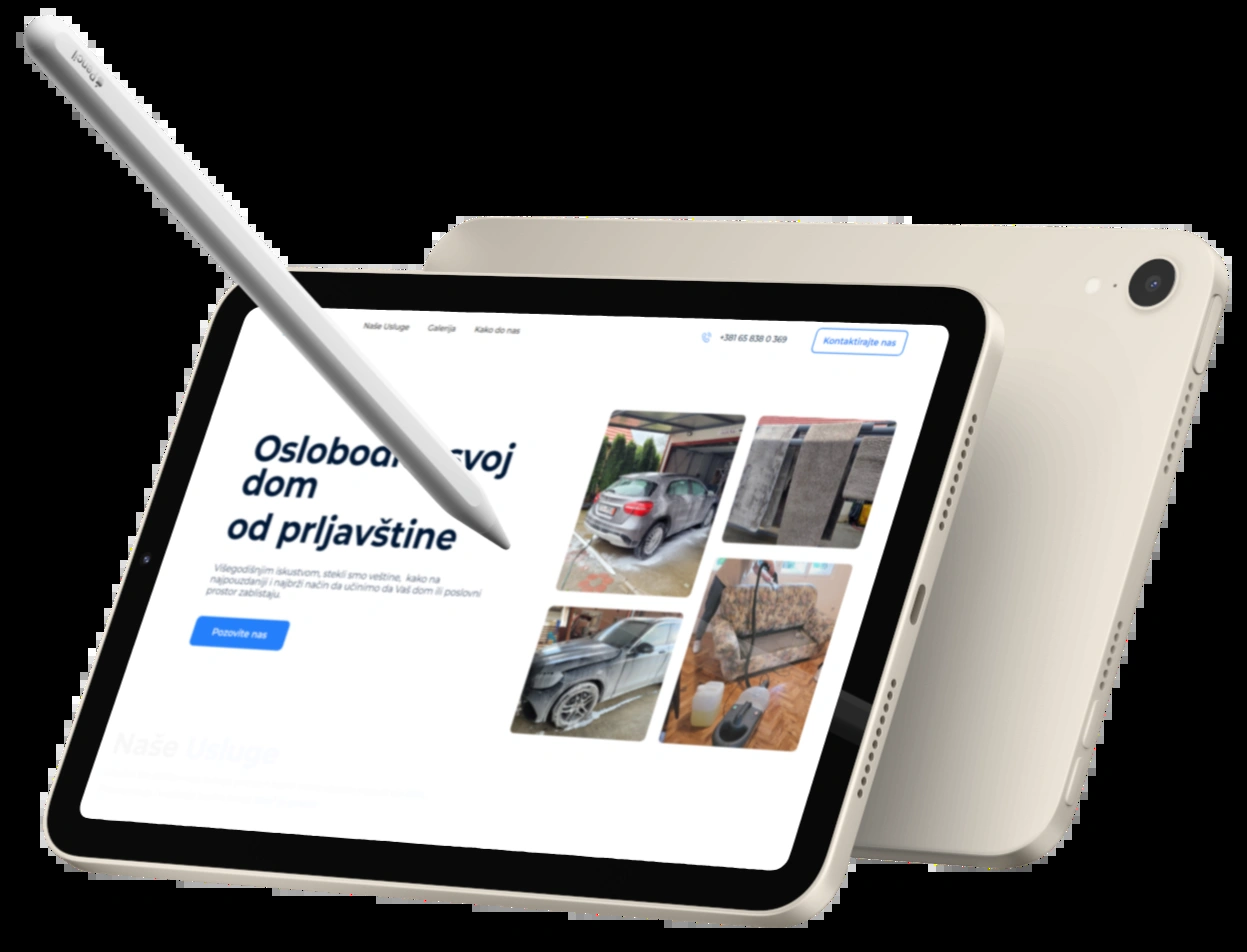 Pencil
Naše Usluge
Galerija
Kako do nas
+381 65 838 0 369
Kontaktirajte nas
svoj
dom
od prljavštine
Višegodišnjim iskustvom, stekli smo veštine, kako na
najpouzdaniji i najbrži način da učinimo da Vaš dom ili poslovni
prostor zablistaju.
Pozovite nas
Naše Usluge